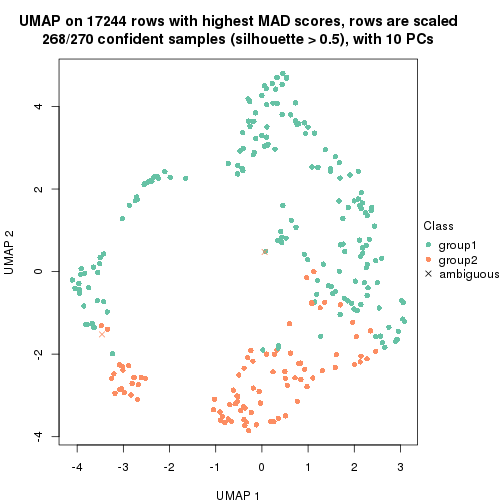 UMAP on 17244 rows with highest MAD scores, rows are scaled
268/270 confident samples (silhouette > 0.5), with 10 PCs
UMAP 2
4
2
0
-2
-4
-4 -3 -2 -1 0 1 2 3
UMAP 1
Class
group1
group2
ambiguous